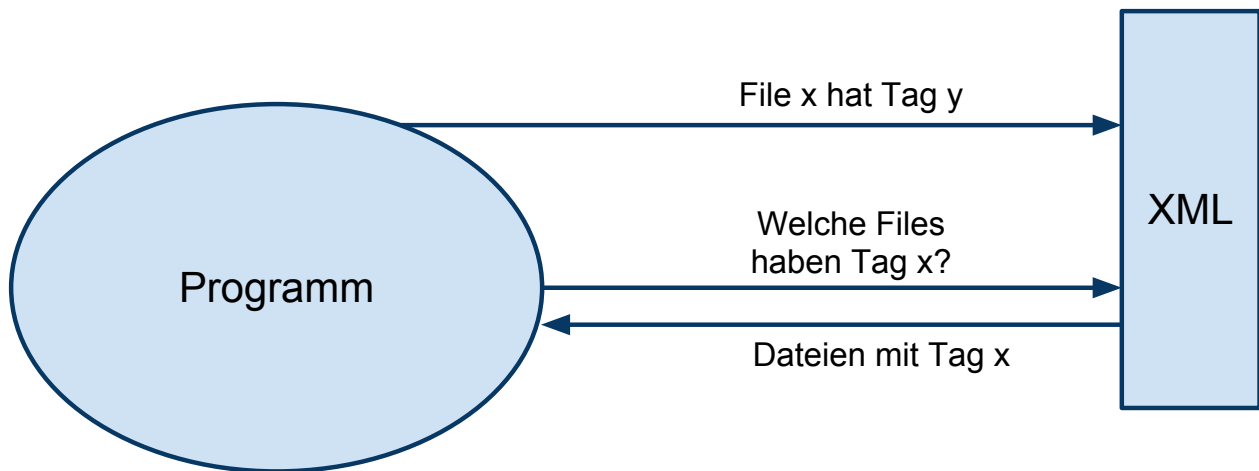 File x hat Tag y
XML
Welche Files
haben Tag x?
Programm
Dateien mit Tag x